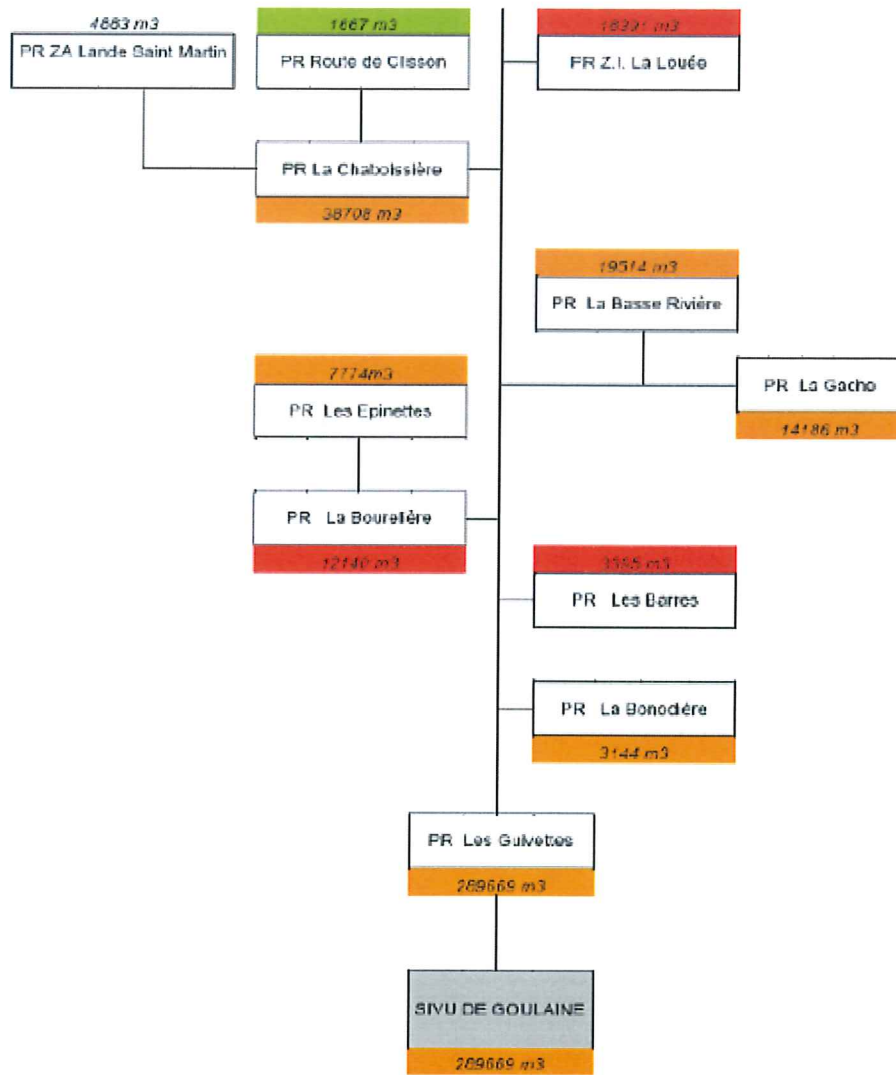 4883 m3
PR ZA Lande Saint Martin
1667 m3
PR Route de Clisson
PR Z.I. La Louée
PR La Chaboissière
38708 m3
19514 m3
PR La Basse Rivière
PR La Gacho
14186 m3
7774m3
PR Les Epinettes
PR La Bourelière
12140 m3
PR Les Barres
PR La Bonodière
3144 m3
PR Les Guivettes
289669 m3
SIVU DE GOULAINE
289669 m3